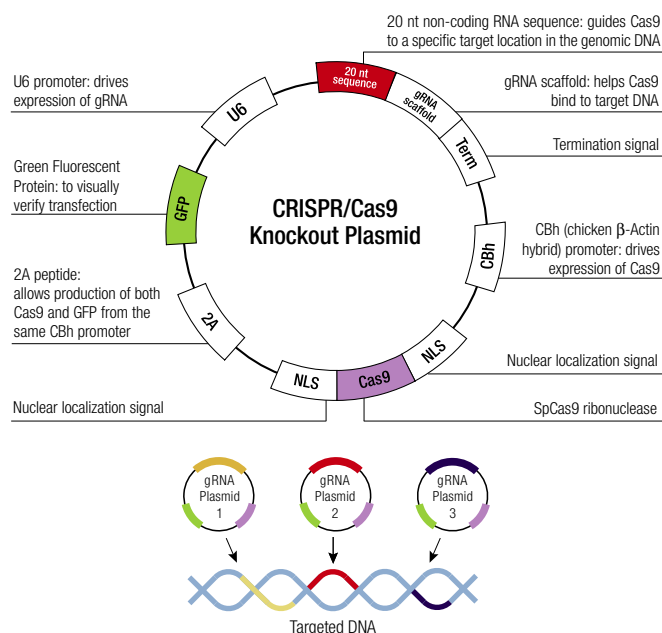 20 nt non-coding RNA sequence: guides Cas9
to a specific target location in the genomic DNA
U6 promoter: drives
expression of gRNA
gRNA scaffold: helps Cas9
bind to target DNA
Termination signal
Green Fluorescent
Protein: to visually
verify transfection
CBh (chicken β-Actin
hybrid) promoter: drives
expression of Cas9
2A peptide:
allows production of both
Cas9 and GFP from the
same CBh promoter
Nuclear localization signal
Nuclear localization signal
SpCas9 ribonuclease
CRISPR/Cas9
Knockout Plasmid
20 nt
sequence
gRNA
scaffold
Term
CBh
NLS
Cas9
NLS
2A
GFP
U6
gRNA
Plasmid
1
gRNA
Plasmid
2
gRNA
Plasmid
3
Targeted DNA